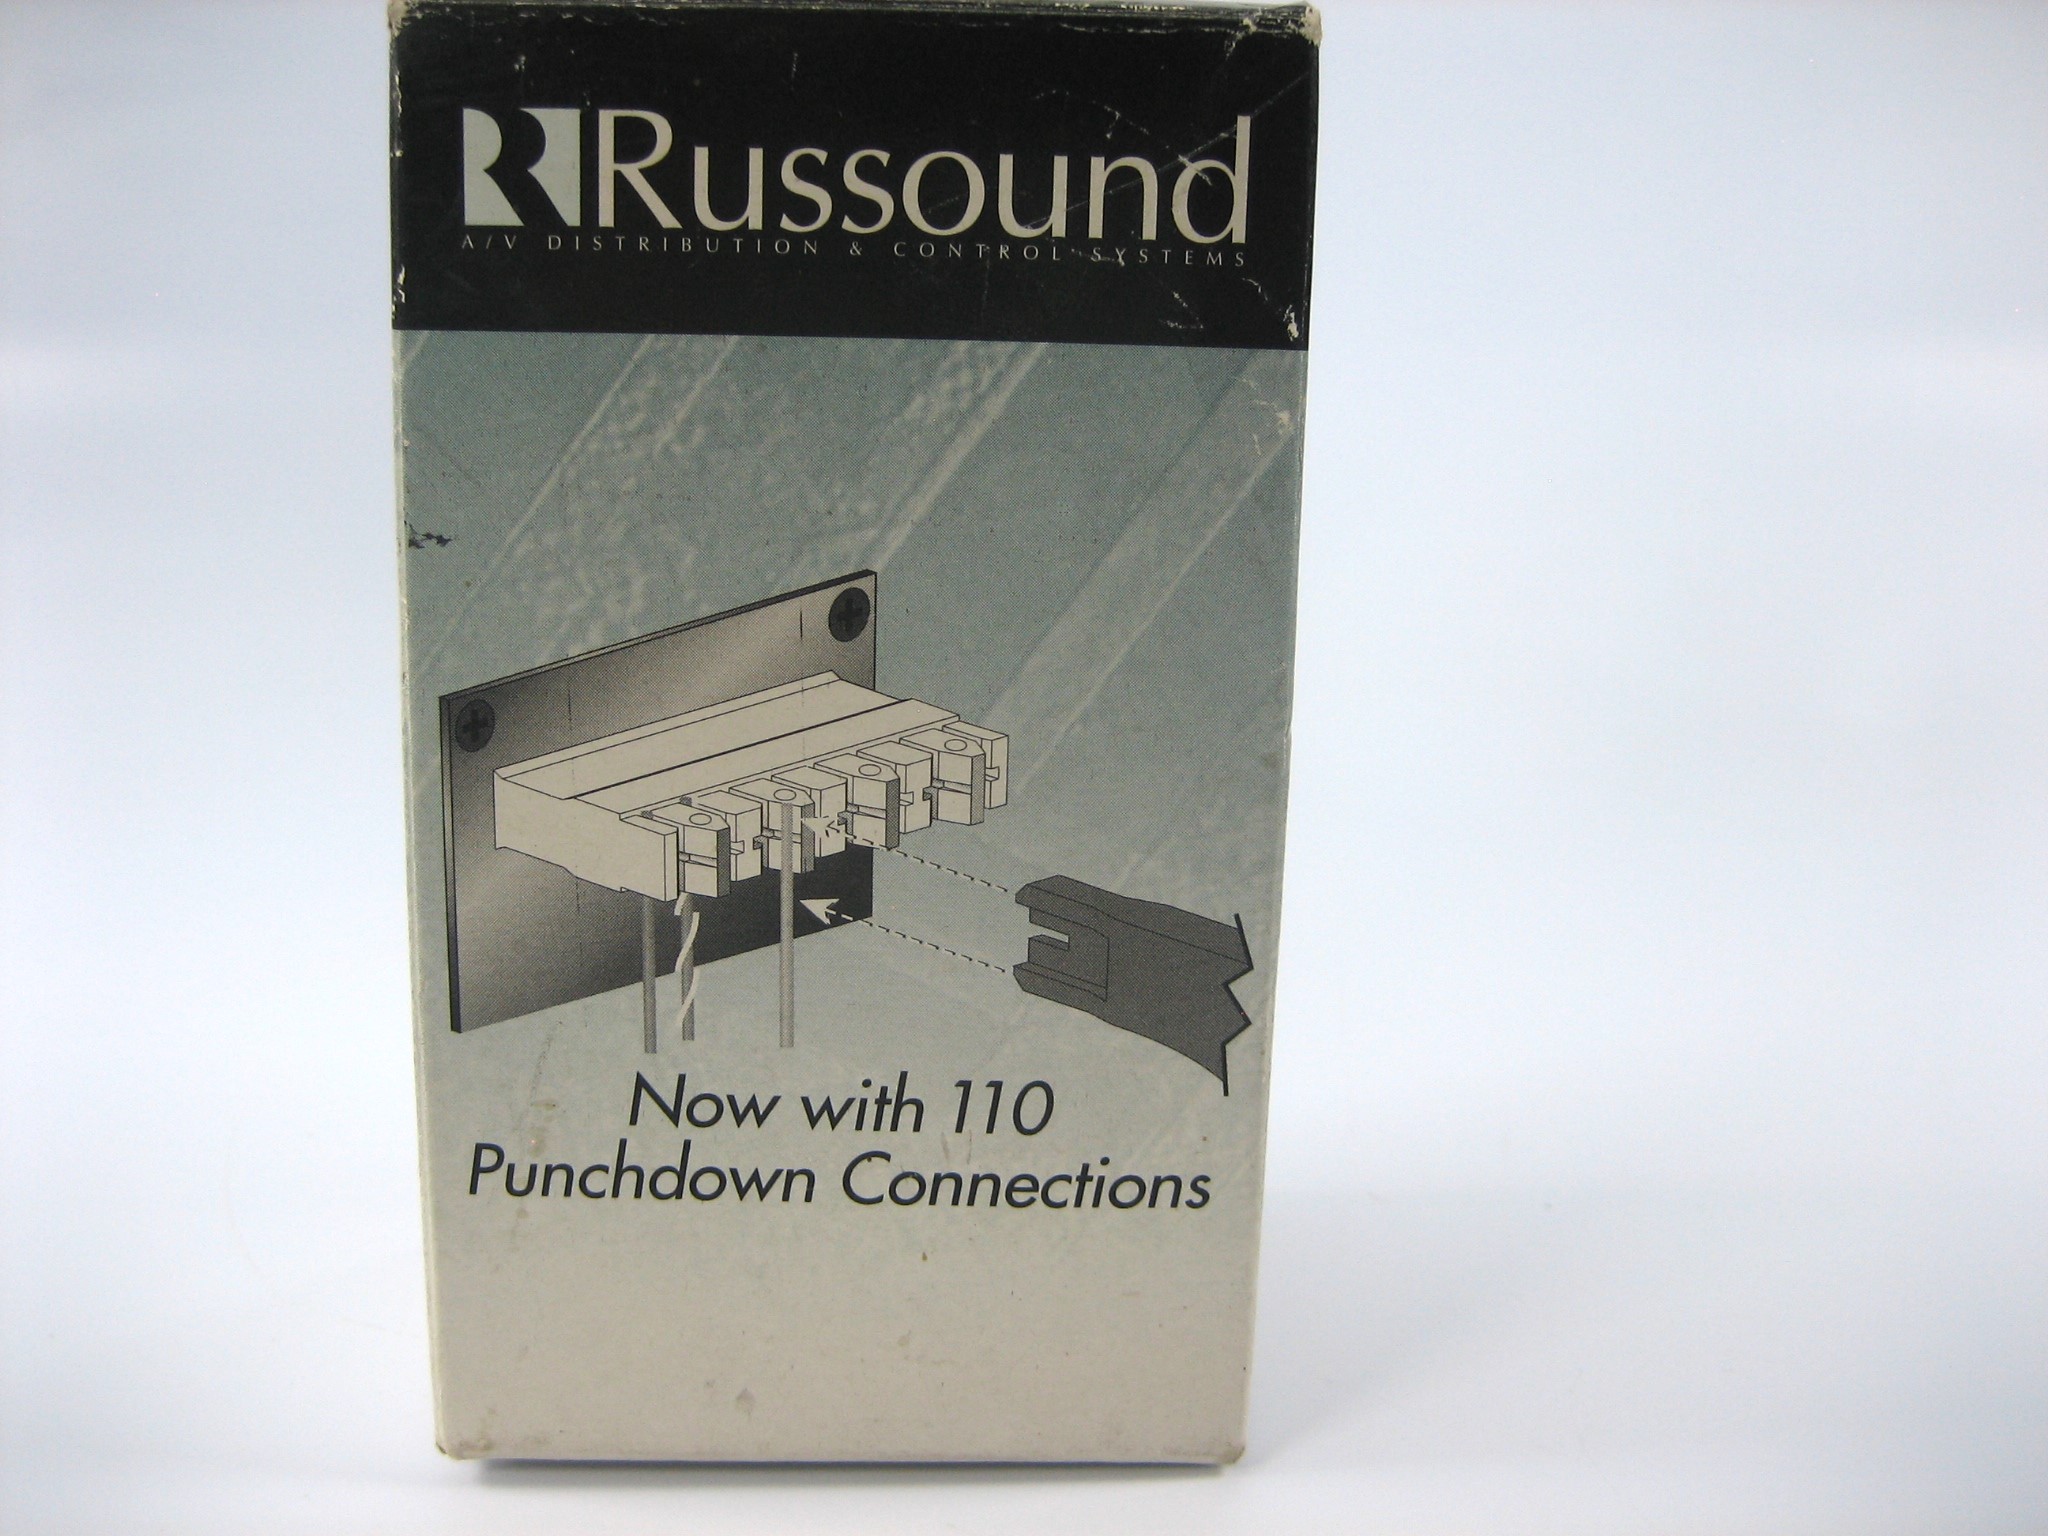 Russound
A/V DISTRIBUTION & CONTROL SYSTEMS
Now with 110
Punchdown Connections